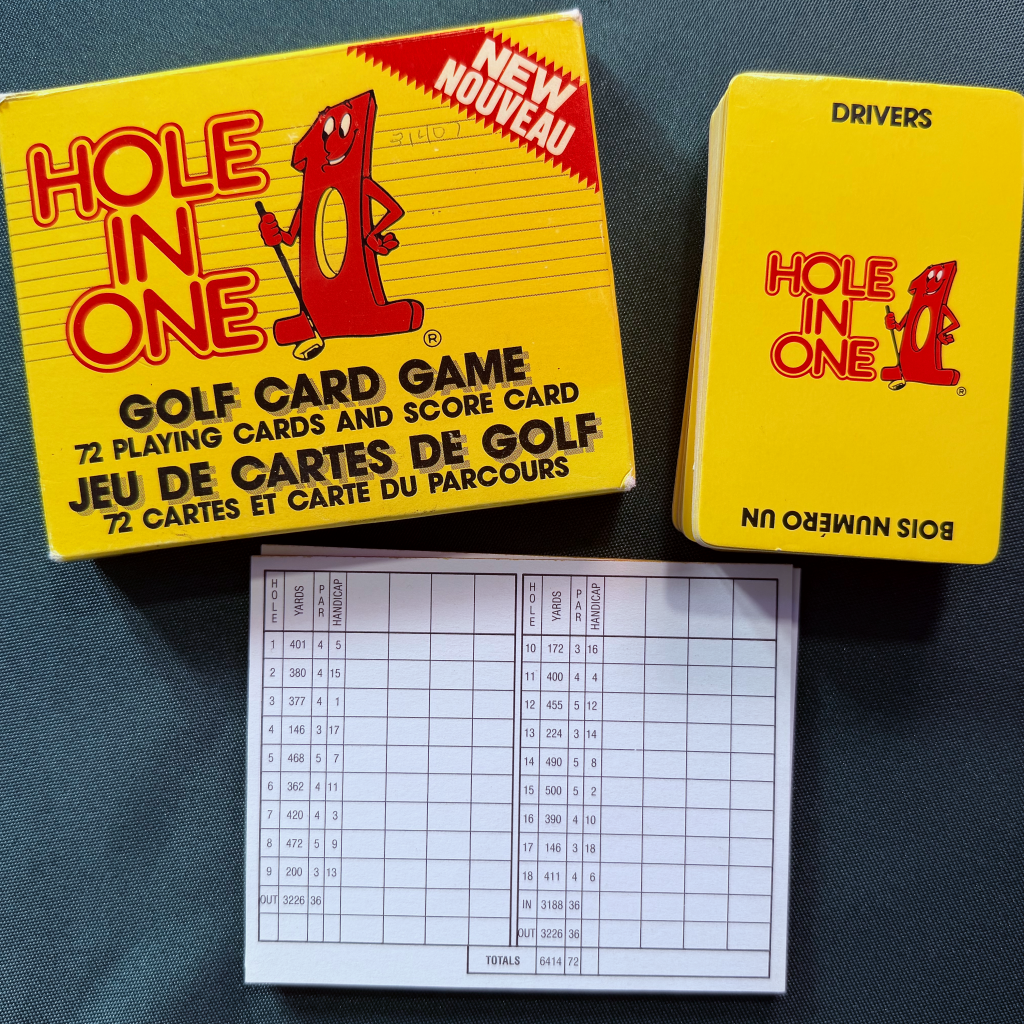 NEW
NOUVEAU
31407
HOLE
IN
ONE
®
GOLF CARD GAME
72 PLAYING CARDS AND SCORE CARD
JEU DE CARTES DE GOLF
72 CARTES ET CARTE DU PARCOURS
DRIVERS
HOLE
IN
ONE
®
BOIS NUMÉRO UN
HOLE YARDS PAR HANDICAP
1 401 4 5
2 380 4 15
3 377 4 1
4 146 3 17
5 468 5 7
6 362 4 11
7 420 4 3
8 472 5 9
9 200 3 13
OUT 3226 36
HOLE YARDS PAR HANDICAP
10 172 3 16
11 400 4 4
12 455 5 12
13 224 3 14
14 490 5 8
15 500 5 2
16 390 4 10
17 146 3 18
18 411 4 6
IN 3188 36
OUT 3226 36
TOTALS 6414 72